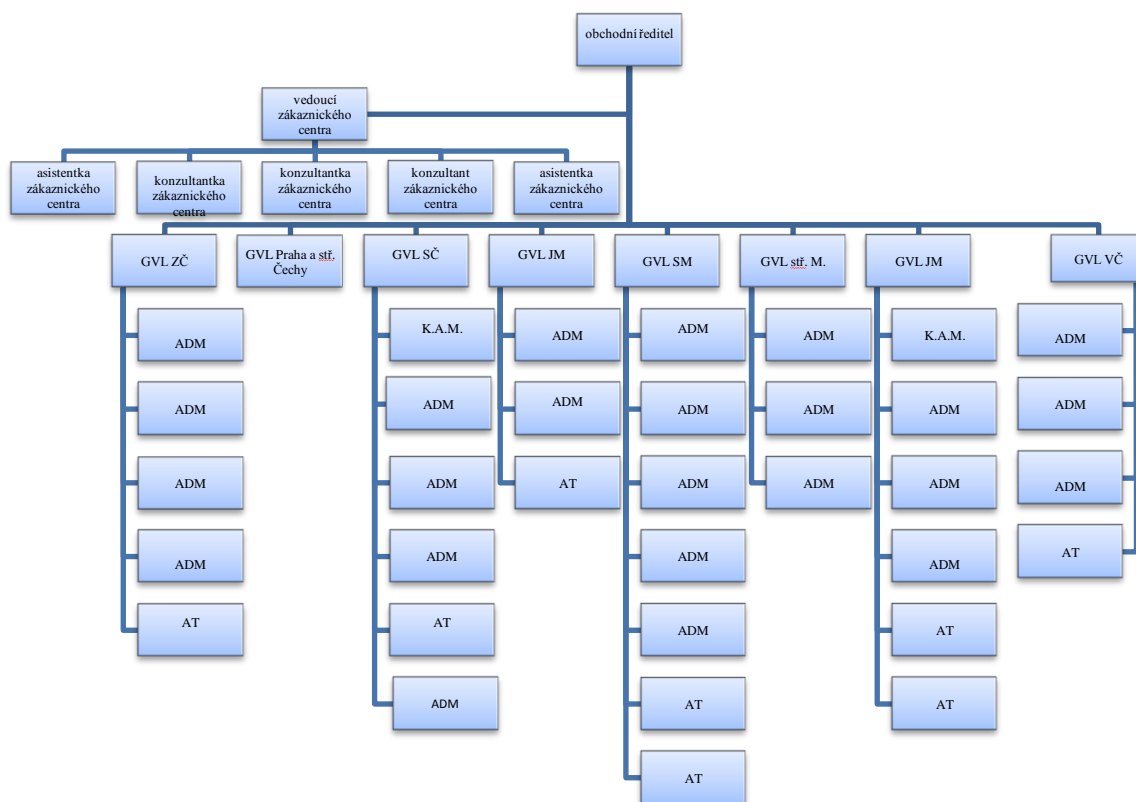 obchodní ředitel
vedoucí
zákaznického
centra
asistentka
zákaznického
centra
konzultantka
zákaznického
centra
konzultantka
zákaznického
centra
konzultant
zákaznického
centra
asistentka
zákaznického
centra
GVL ZČ
GVL Praha a stř.
Čechy
GVL SČ
GVL JM
GVL SM
GVL stř. M.
GVL JM
GVL VČ
ADM
ADM
ADM
ADM
AT
K.A.M.
ADM
ADM
ADM
AT
ADM
ADM
ADM
AT
ADM
ADM
ADM
ADM
ADM
AT
AT
ADM
ADM
ADM
K.A.M.
ADM
ADM
ADM
AT
AT
ADM
ADM
ADM
AT